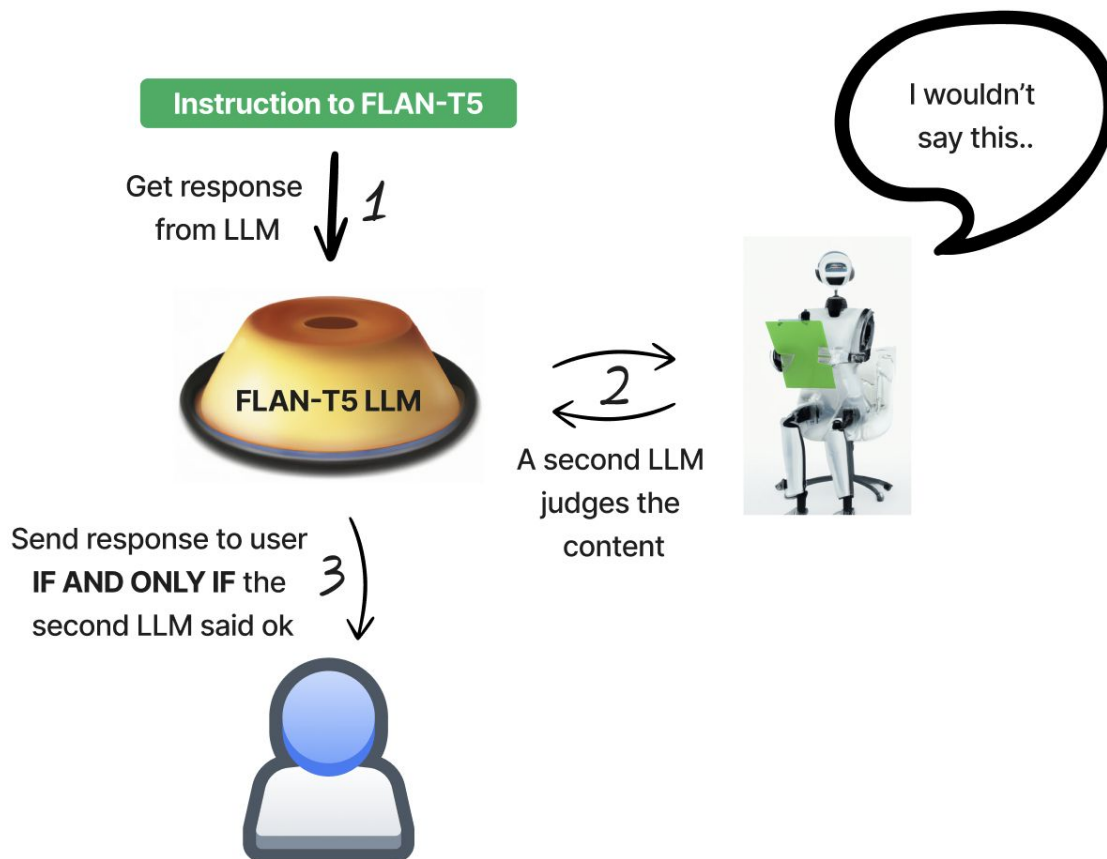 Instruction to FLAN-T5
I wouldn't
say this..
Get response
from LLM
1
FLAN-T5 LLM
2
A second LLM
judges the
content
Send response to user
IF AND ONLY IF the
second LLM said ok
3